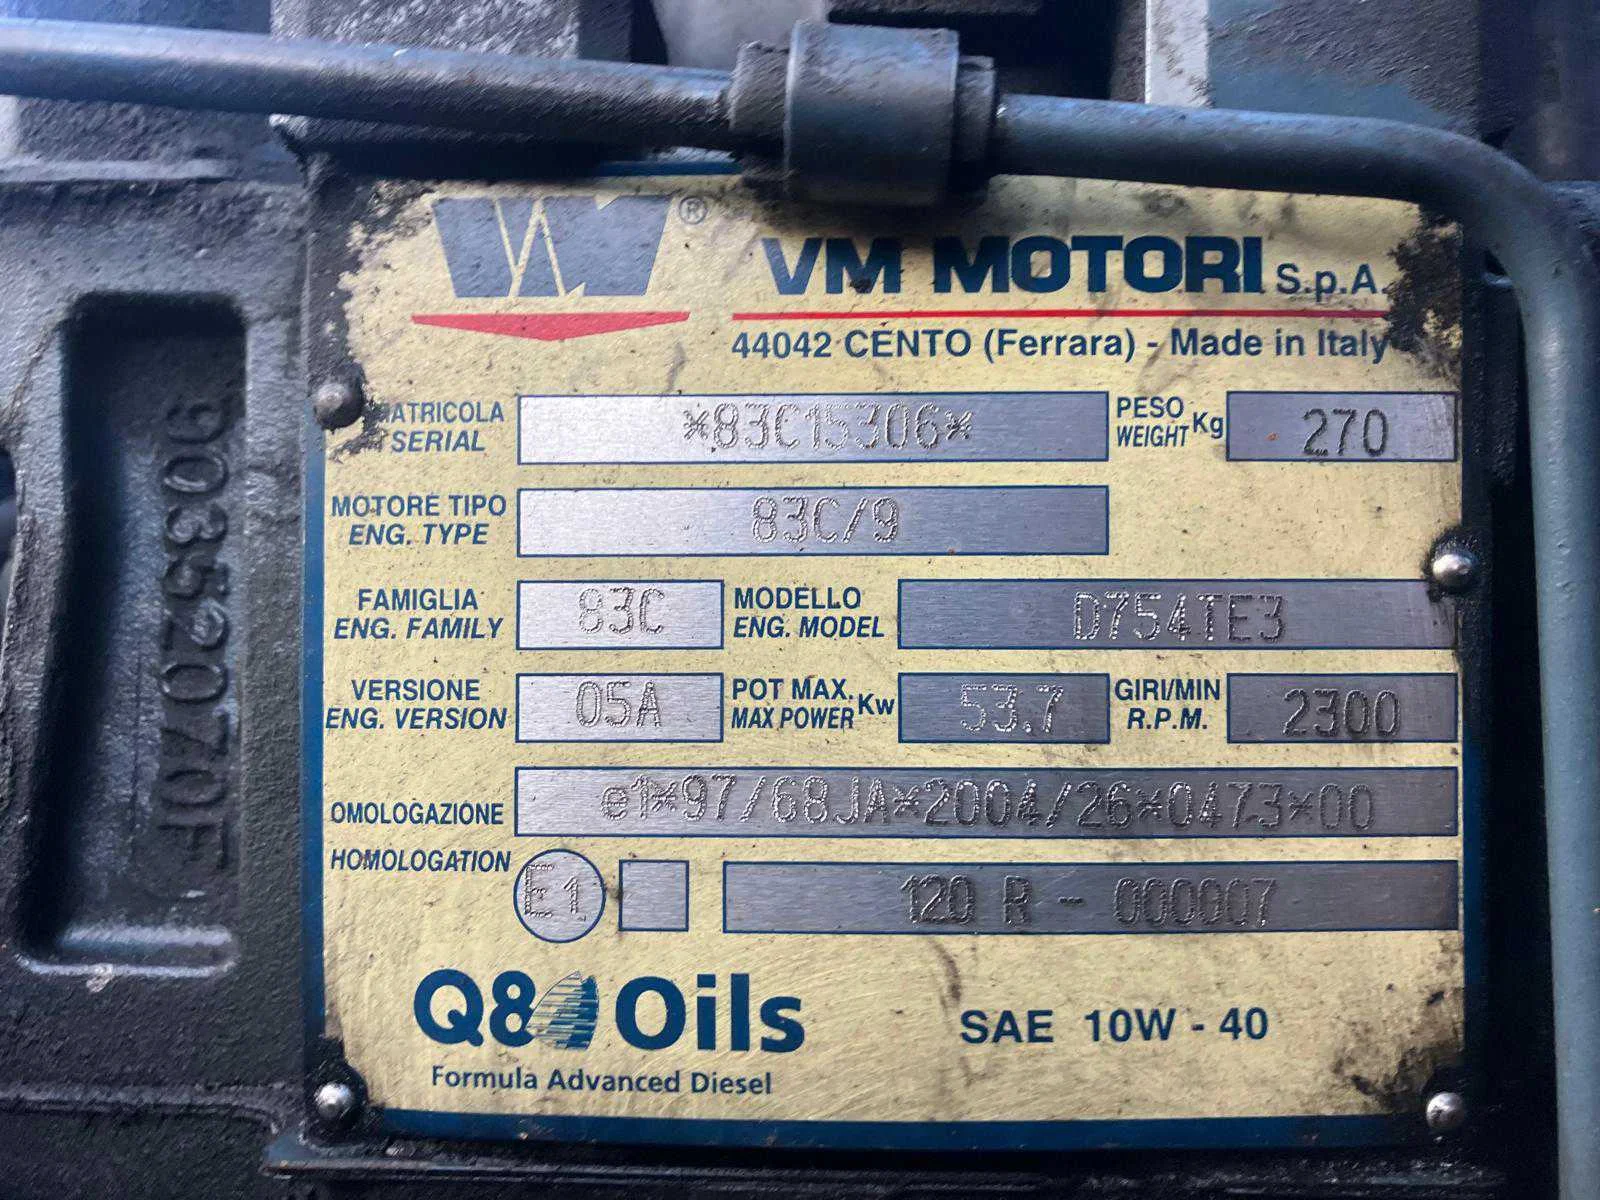 VM ®
VM MOTORI S.p.A.
44042 CENTO (Ferrara) - Made in Italy
MATRICOLA
SERIAL
*83C15306*
PESO
WEIGHT Kg
270
MOTORE TIPO
ENG. TYPE
83C/9
FAMIGLIA
ENG. FAMILY
83C
MODELLO
ENG. MODEL
D754TE3
VERSIONE
ENG. VERSION
05A
POT MAX.
MAX POWER Kw
53.7
GIRI/MIN
R.P.M.
2300
OMOLOGAZIONE
HOMOLOGATION
e1*97/68JA*2004/26*0473*00
E1
120 R - 000007
Q8 Oils
Formula Advanced Diesel
SAE 10W - 40
90352070F